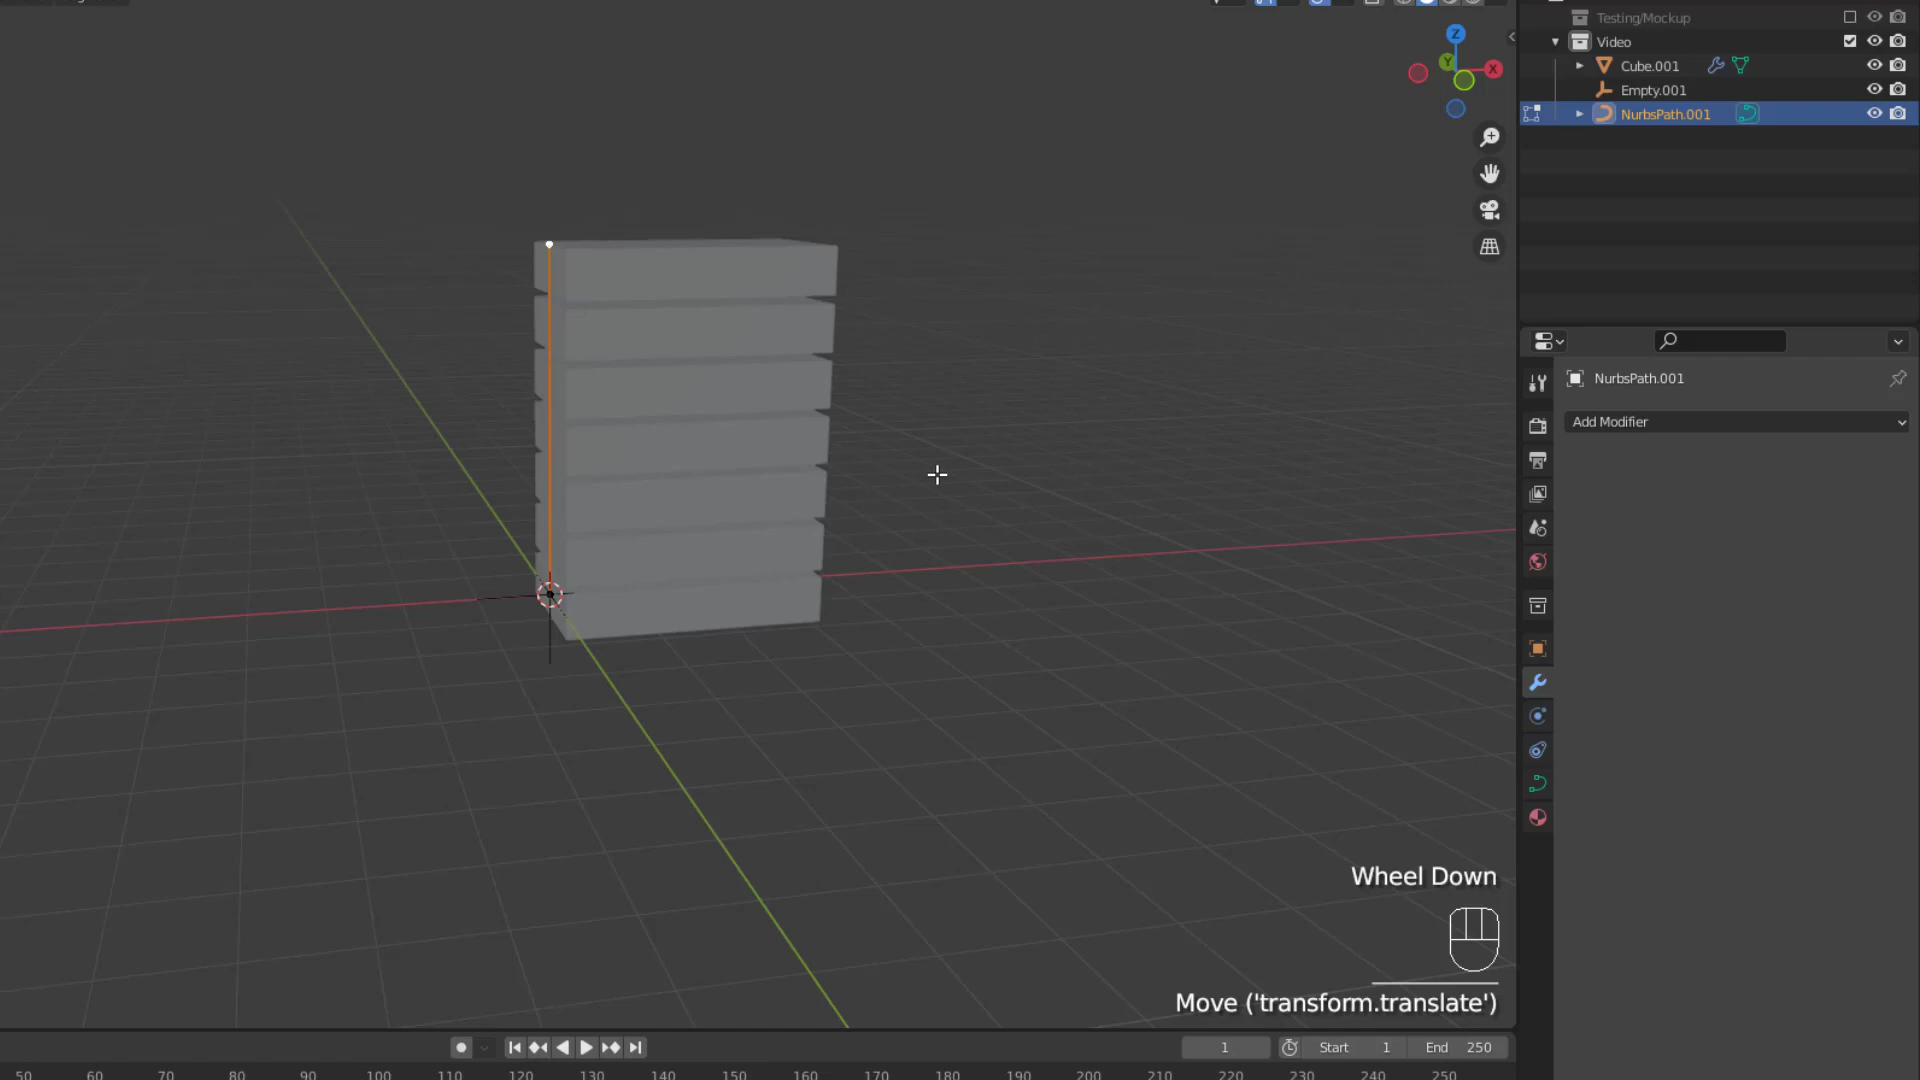 Testing/Mockup
Video
Cube.001
Empty.001
NurbsPath.001
Z
Y
X
NurbsPath.001
Add Modifier
Wheel Down
Move ('transform.translate')
1
Start 1
End 250
50 60 70 80 90 100 110 120 130 140 150 160 170 180 190 200 210 220 230 240 250